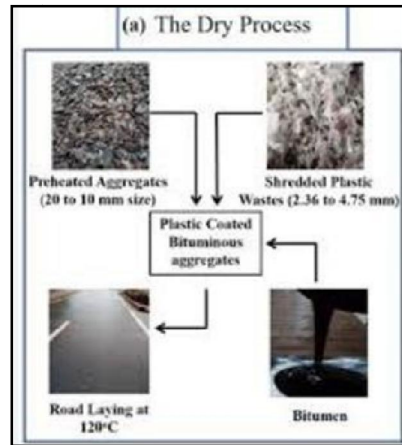 (a) The Dry Process
Preheated Aggregates
(20 to 10 mm size)
Shredded Plastic
Wastes (2.36 to 4.75 mm)
Plastic Coated
Bituminous
aggregates
Road Laying at
120°C
Bitumen